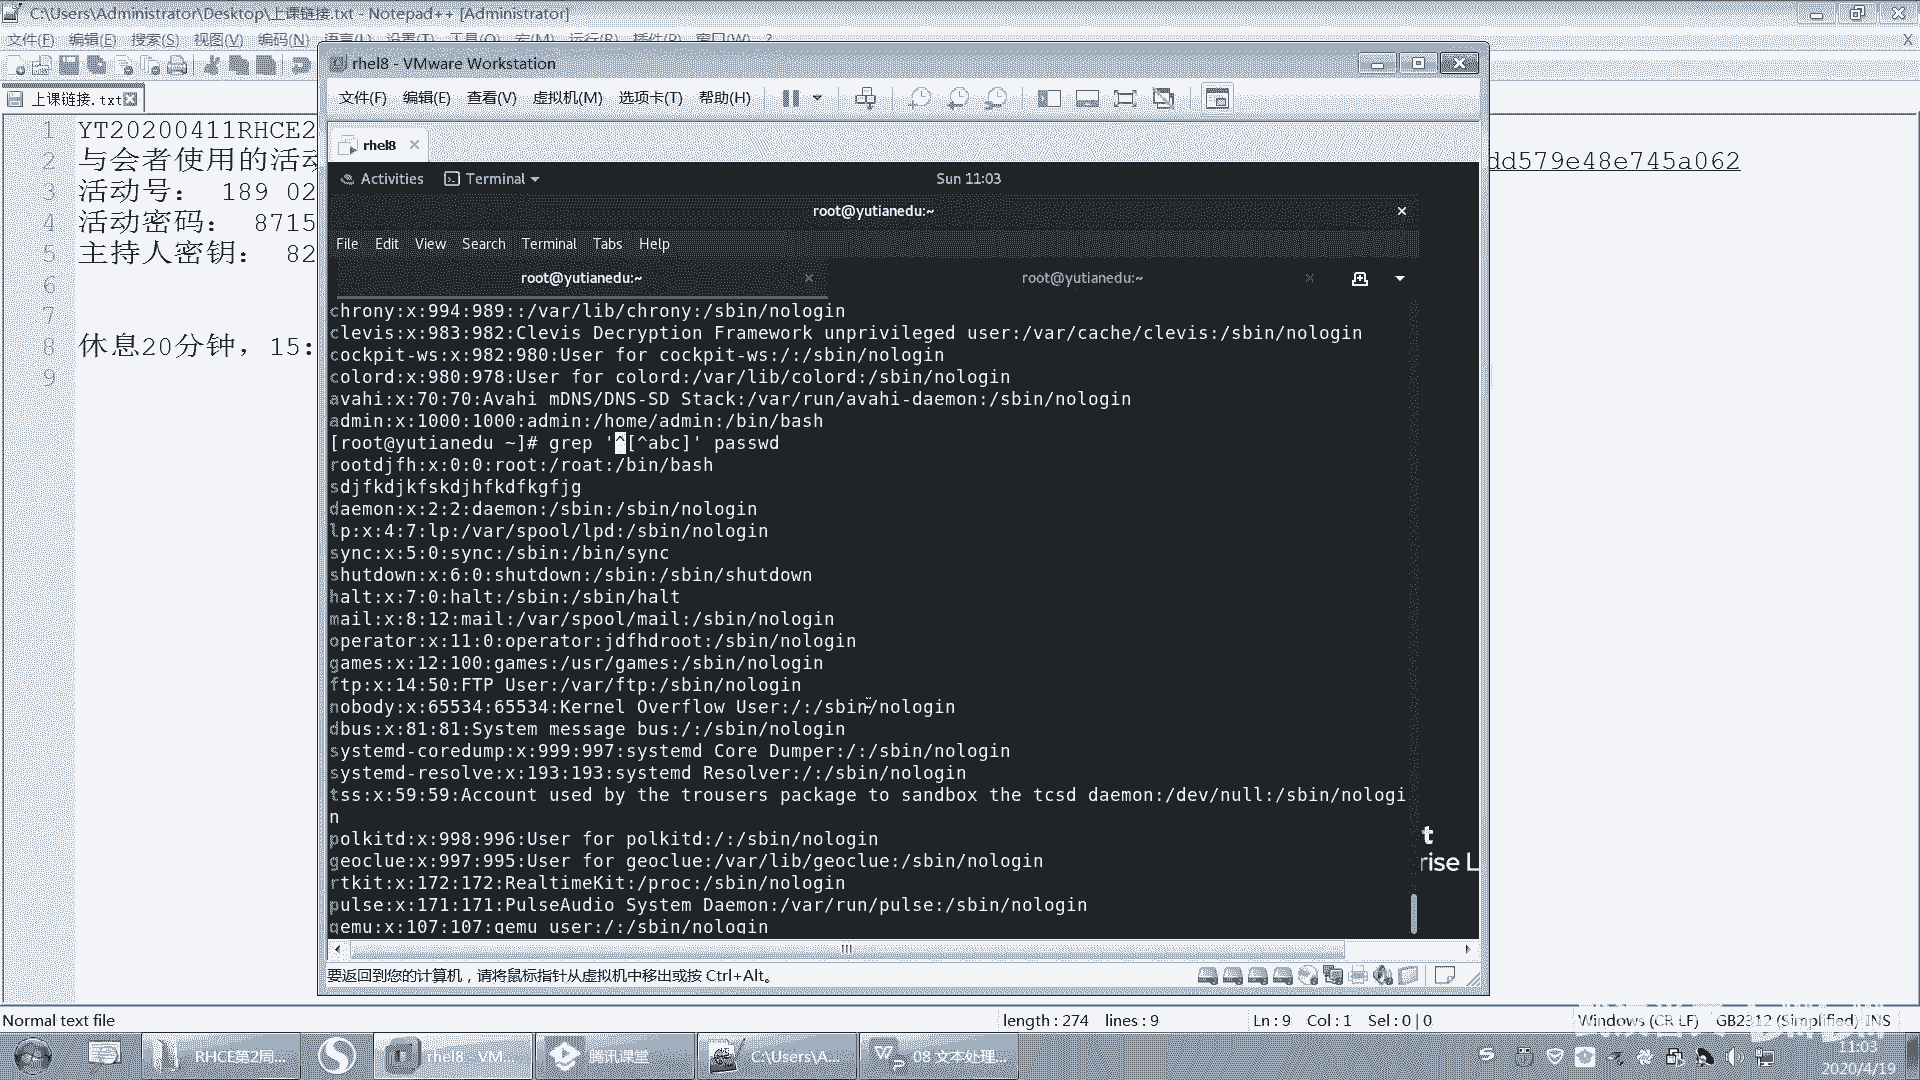 C:\Users\Administrator\Desktop\上课链接.txt - Notepad++ [Administrator]
文件(F) 编辑(E) 搜索(S) 视图(V) 编码(N) 语言(L) 设置(T) 工具(O) 宏(M) 运行(R) 插件(P) 窗口(W) ?
X
上课链接.txt
1 YT20200411RHCE2
2 与会者使用的活动 dd579e48e745a062
3 活动号： 189 02
4 活动密码： 8715
5 主持人密钥： 82
6
7
8 休息20分钟，15:
9
rhel8 - VMware Workstation
文件(F) 编辑(E) 查看(V) 虚拟机(M) 选项卡(T) 帮助(H)
rhel8
Activities Terminal Sun 11:03
root@yutianedu:~
File Edit View Search Terminal Tabs Help
root@yutianedu:~ root@yutianedu:~
chrony:x:994:989::/var/lib/chrony:/sbin/nologin
clevis:x:983:982:Clevis Decryption Framework unprivileged user:/var/cache/clevis:/sbin/nologin
cockpit-ws:x:982:980:User for cockpit-ws:/:/sbin/nologin
colord:x:980:978:User for colord:/var/lib/colord:/sbin/nologin
avahi:x:70:70:Avahi mDNS/DNS-SD Stack:/var/run/avahi-daemon:/sbin/nologin
admin:x:1000:1000:admin:/home/admin:/bin/bash
[root@yutianedu ~]# grep '^[^abc]' passwd
rootdjfh:x:0:0:root:/roat:/bin/bash
sdjfkdjkfskdjhfkdfkgfjg
daemon:x:2:2:daemon:/sbin:/sbin/nologin
lp:x:4:7:lp:/var/spool/lpd:/sbin/nologin
sync:x:5:0:sync:/sbin:/bin/sync
shutdown:x:6:0:shutdown:/sbin:/sbin/shutdown
halt:x:7:0:halt:/sbin:/sbin/halt
mail:x:8:12:mail:/var/spool/mail:/sbin/nologin
operator:x:11:0:operator:jdfhdroot:/sbin/nologin
games:x:12:100:games:/usr/games:/sbin/nologin
ftp:x:14:50:FTP User:/var/ftp:/sbin/nologin
nobody:x:65534:65534:Kernel Overflow User:/:/sbin/nologin
dbus:x:81:81:System message bus:/:/sbin/nologin
systemd-coredump:x:999:997:systemd Core Dumper:/:/sbin/nologin
systemd-resolve:x:193:193:systemd Resolver:/:/sbin/nologin
tss:x:59:59:Account used by the trousers package to sandbox the tcsd daemon:/dev/null:/sbin/nologi
n
polkitd:x:998:996:User for polkitd:/:/sbin/nologin
geoclue:x:997:995:User for geoclue:/var/lib/geoclue:/sbin/nologin
rtkit:x:172:172:RealtimeKit:/proc:/sbin/nologin
pulse:x:171:171:PulseAudio System Daemon:/var/run/pulse:/sbin/nologin
qemu:x:107:107:qemu user:/:/sbin/nologin
t
rise L
要返回到您的计算机，请将鼠标指针从虚拟机中移出或按 Ctrl+Alt。
Normal text file length : 274 lines : 9 Ln : 9 Col : 1 Sel : 0 | 0 Windows (CR LF) GB2312 (Simplified) INS
RHCE第2周... rhel8 - VM... 腾讯课堂 C:\Users\A... 08 文本处理...
11:03
2020/4/19